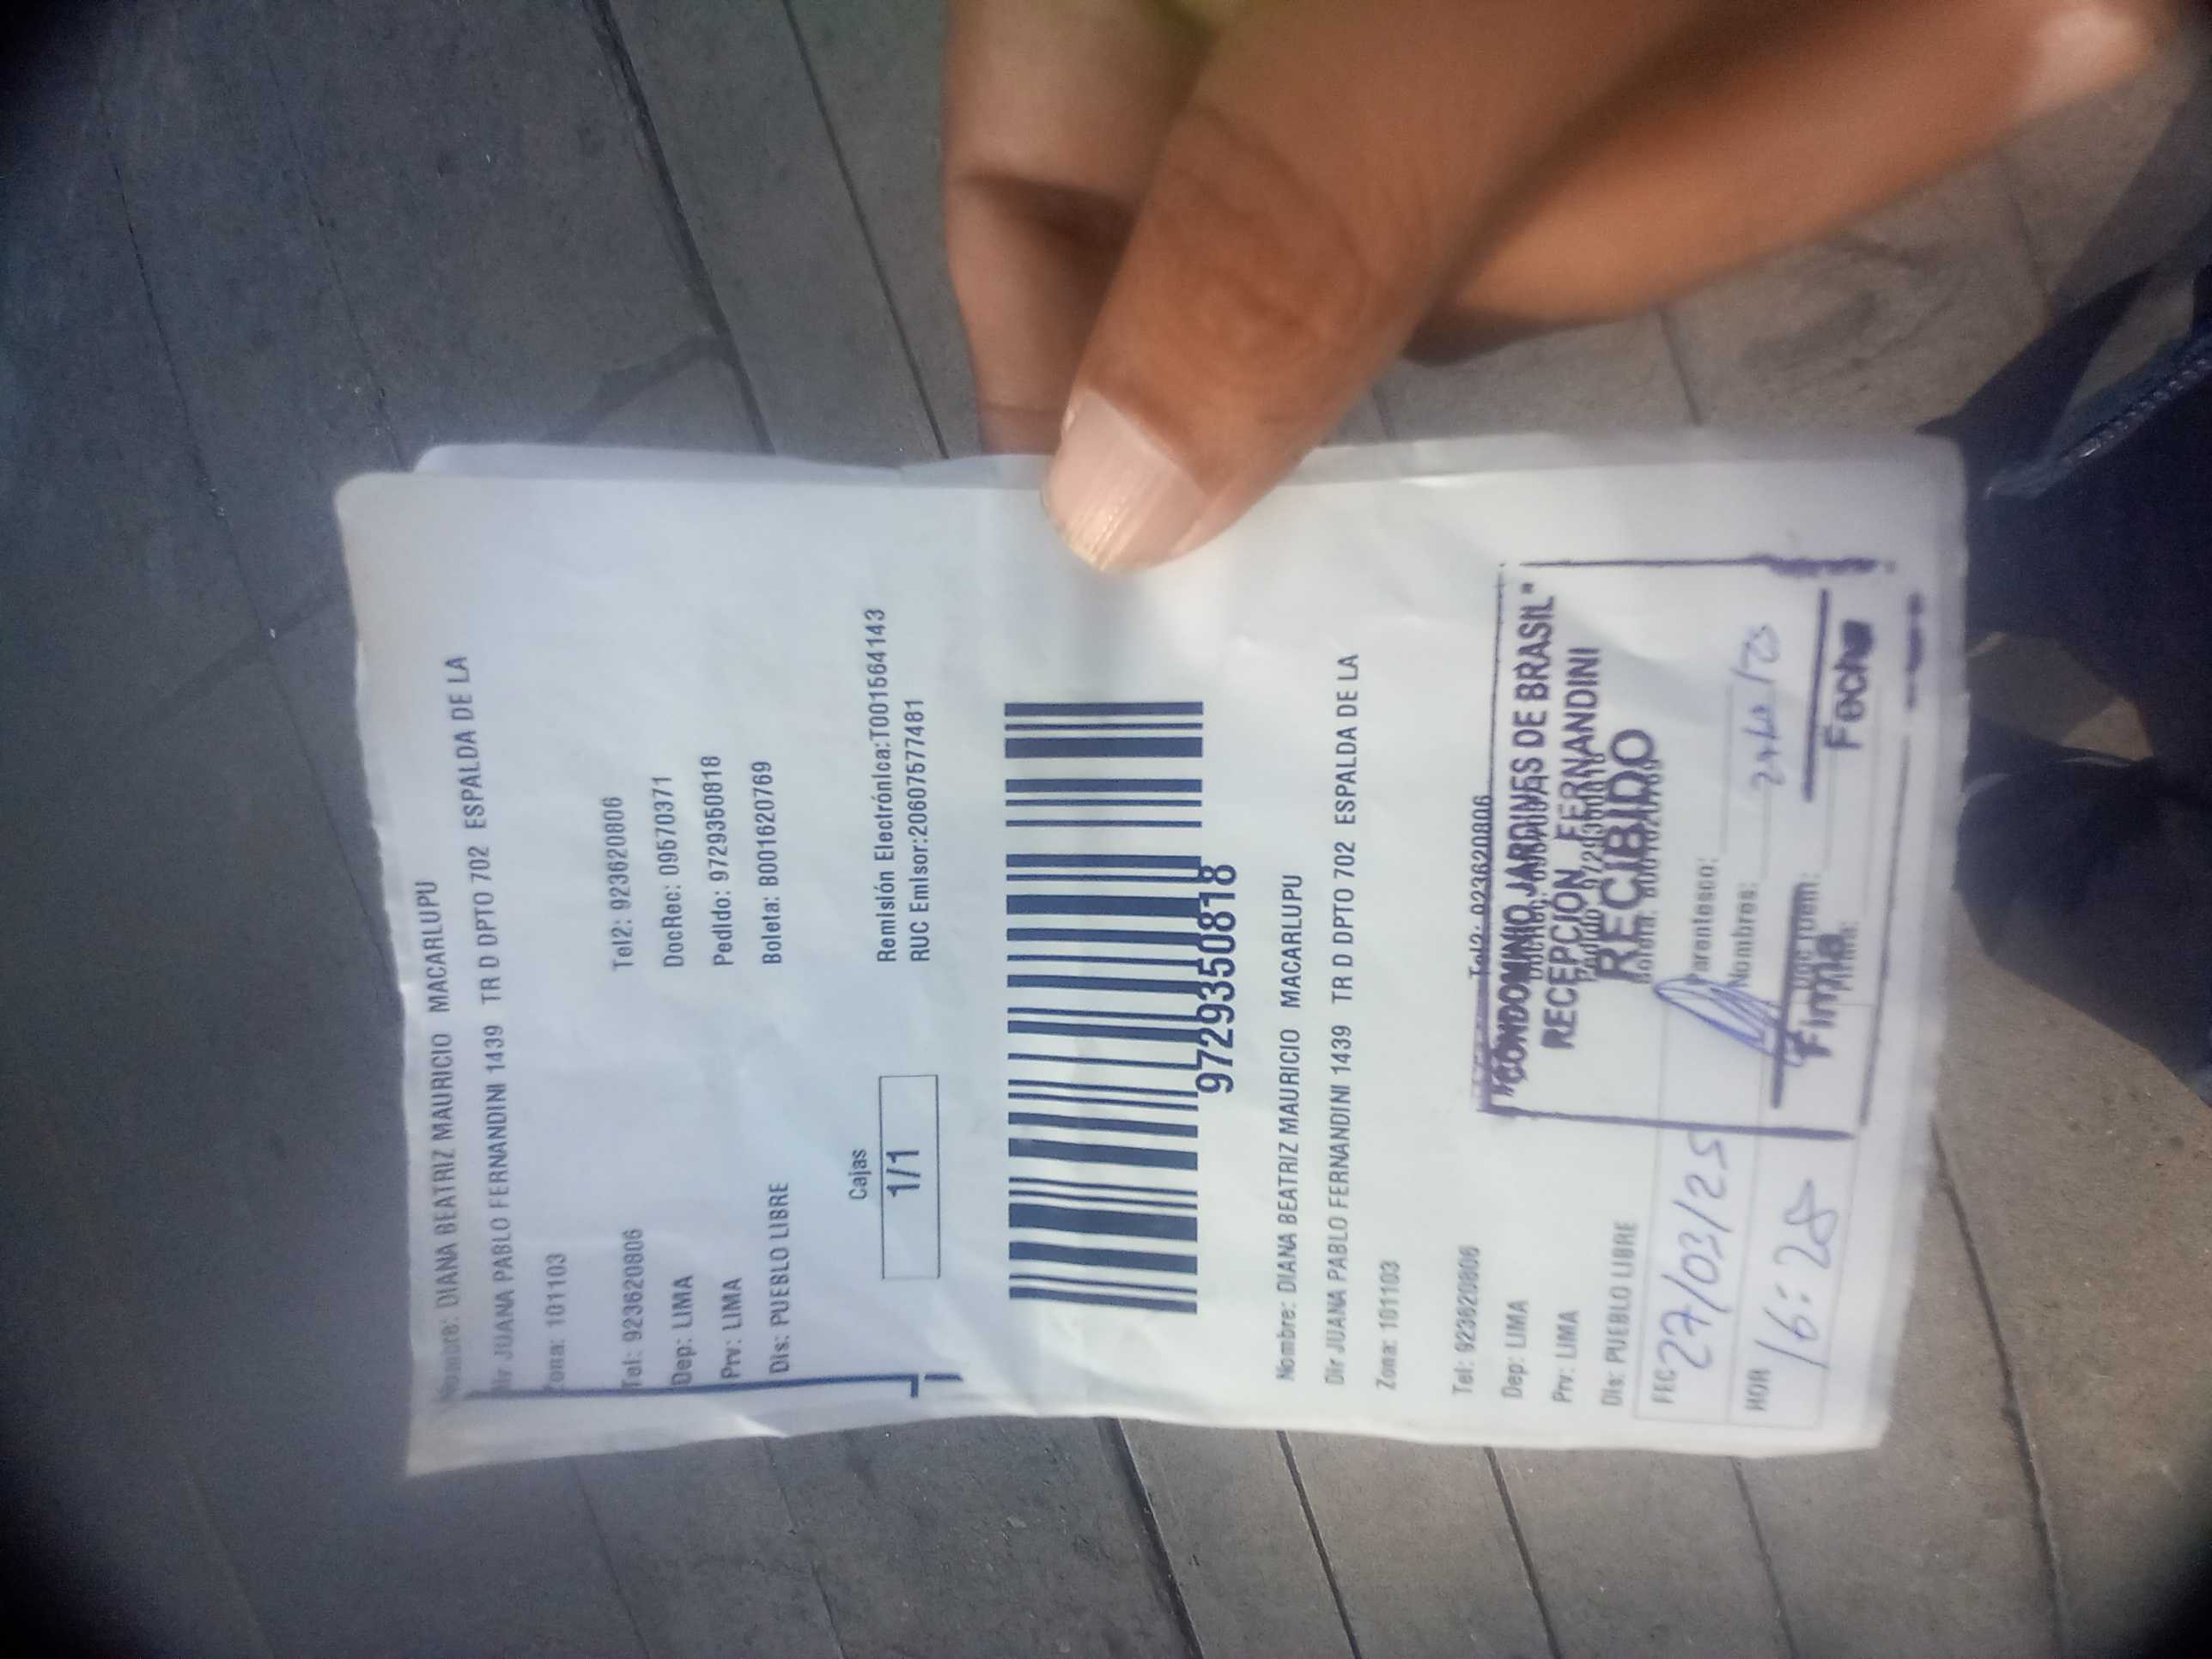 Nombre: DIANA BEATRIZ MAURICIO MACARLUPU
Dir JUANA PABLO FERNANDINI 1439 TR D DPTO 702 ESPALDA DE LA
Zona: 101103
Tel: 923620806 Tel2: 923620806
Dep: LIMA DocRec: 09570371
Prv: LIMA Pedido: 9729350818
Dis: PUEBLO LIBRE Boleta: B001620769
Cajas
1/1
Remisión Electrónica:T001564143
RUC Emisor:20607577481
9729350818
Nombre: DIANA BEATRIZ MAURICIO MACARLUPU
Dir JUANA PABLO FERNANDINI 1439 TR D DPTO 702 ESPALDA DE LA
Zona: 101103
Tel: 923620806 Tel2: 923620806
Dep: LIMA
Prv: LIMA
Dis: PUEBLO LIBRE
"CONDOMINIO JARDINES DE BRASIL"
RECEPCION FERNANDINI
RECIBIDO
FEC 27/03/25 Parentesco:
HOR 16:28 Nombres:
Firma Fecha